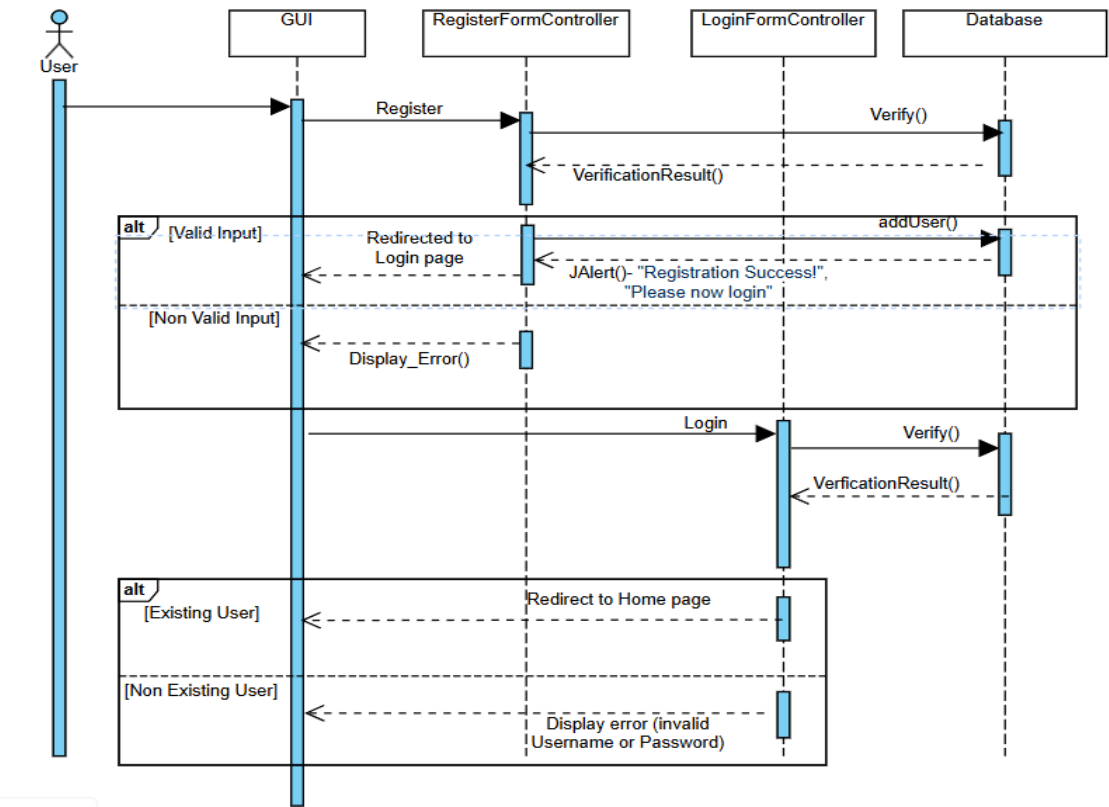 GUI
RegisterFormController
LoginFormController
Database
User
Register
Verify()
VerificationResult()
alt
[Valid Input]
Redirected to
Login page
addUser()
JAlert()- "Registration Success!",
"Please now login"
[Non Valid Input]
Display_Error()
Login
Verify()
VerficationResult()
alt
[Existing User]
Redirect to Home page
[Non Existing User]
Display error (invalid
Username or Password)